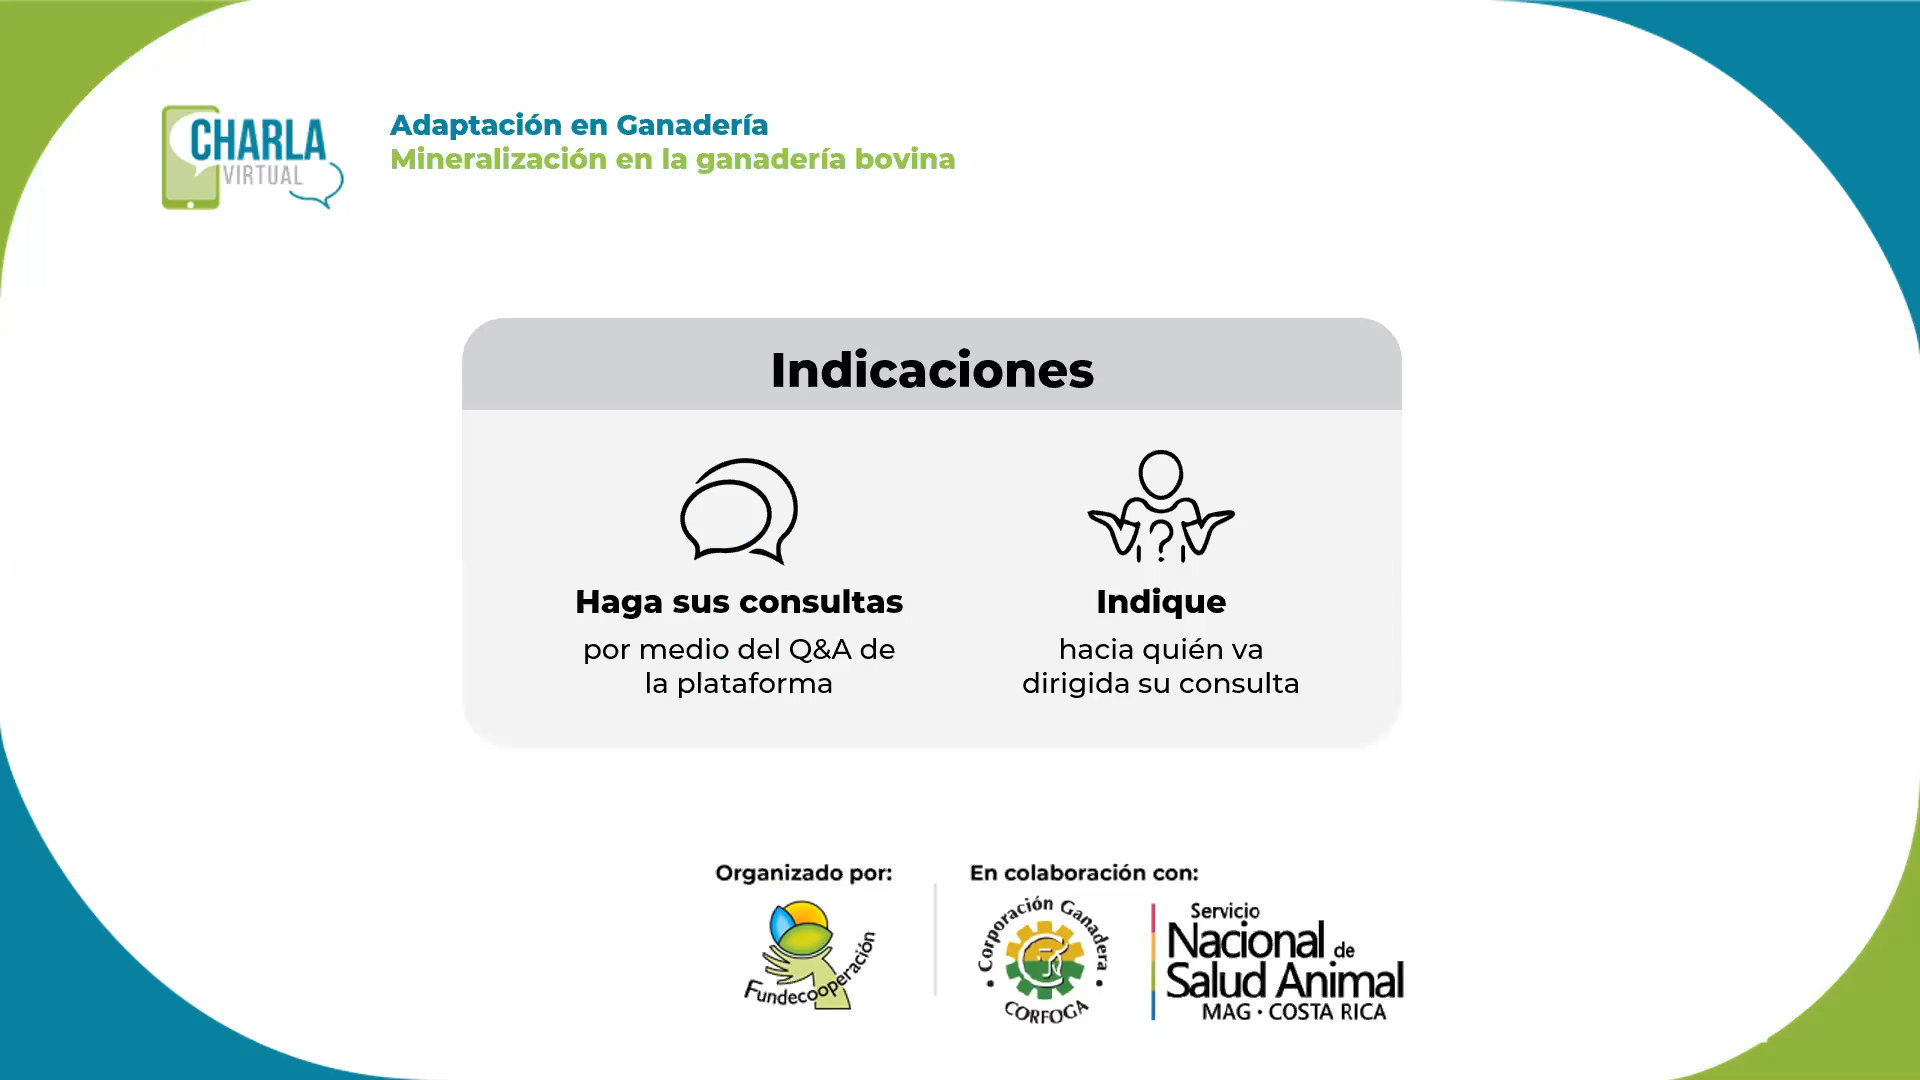 CHARLA
VIRTUAL
Adaptación en Ganadería
Mineralización en la ganadería bovina
Indicaciones
Haga sus consultas
por medio del Q&A de
la plataforma
?
Indique
hacia quién va
dirigida su consulta
Organizado por:
Fundecooperación
En colaboración con:
Corporación Ganadera
• CORFOGA •
Servicio
Nacional de
Salud Animal
MAG • COSTA RICA